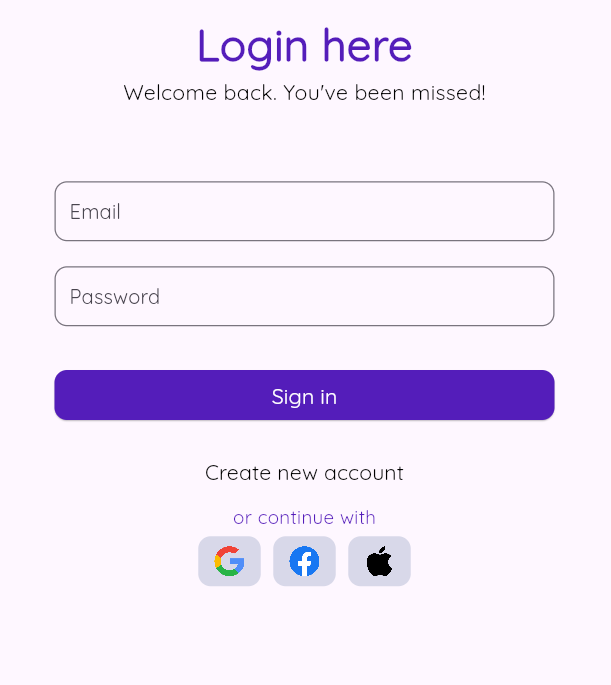 Login here
Welcome back. You've been missed!
Email
Password
Sign in
Create new account
or continue with